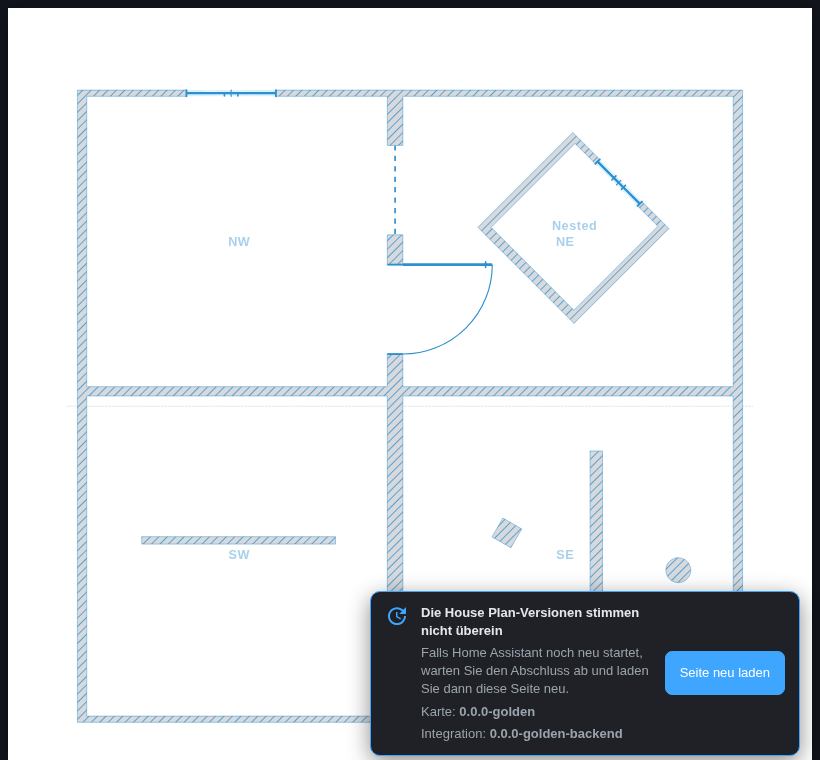 NW
Nested
NE
SW
SE
Die House Plan-Versionen stimmen
nicht überein
Falls Home Assistant noch neu startet,
warten Sie den Abschluss ab und laden
Sie dann diese Seite neu.
Karte: 0.0.0-golden
Integration: 0.0.0-golden-backend
Seite neu laden